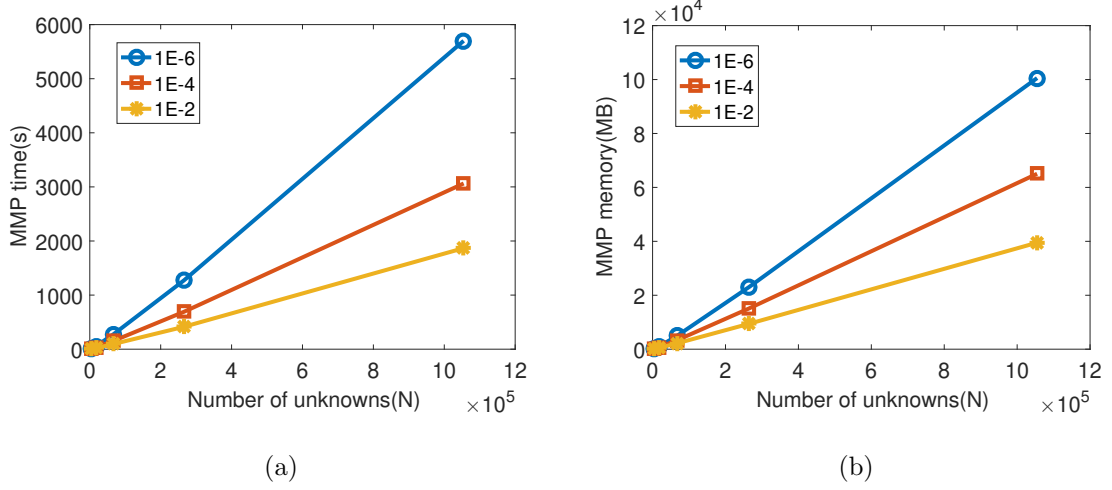 6000
5000
4000
3000
2000
1000
0
MMP time(s)
1E-6
1E-4
1E-2
0 2 4 6 8 10 12
Number of unknowns(N)
×10^5
(a)
×10^4
12
10
8
6
4
2
0
MMP memory(MB)
1E-6
1E-4
1E-2
0 2 4 6 8 10 12
Number of unknowns(N)
×10^5
(b)